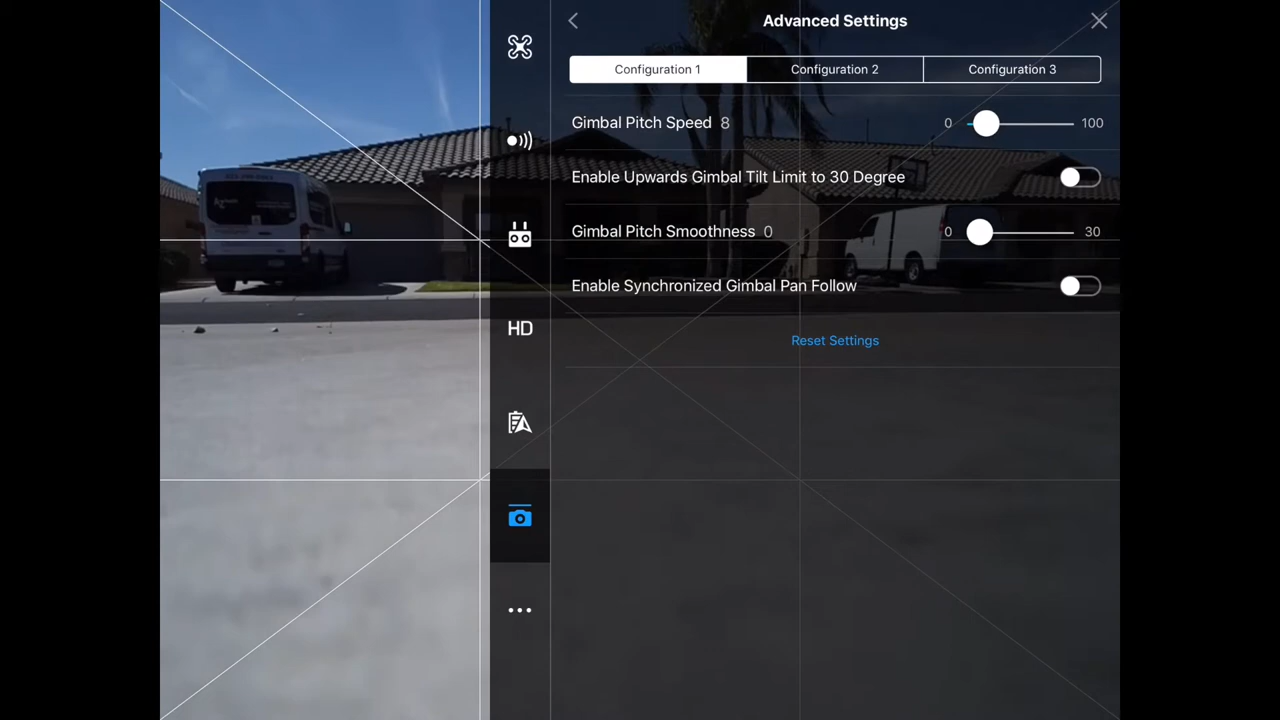 Advanced Settings
Configuration 1
Configuration 2
Configuration 3
Gimbal Pitch Speed 8
0
100
Enable Upwards Gimbal Tilt Limit to 30 Degree
Gimbal Pitch Smoothness 0
0
30
Enable Synchronized Gimbal Pan Follow
HD
Reset Settings